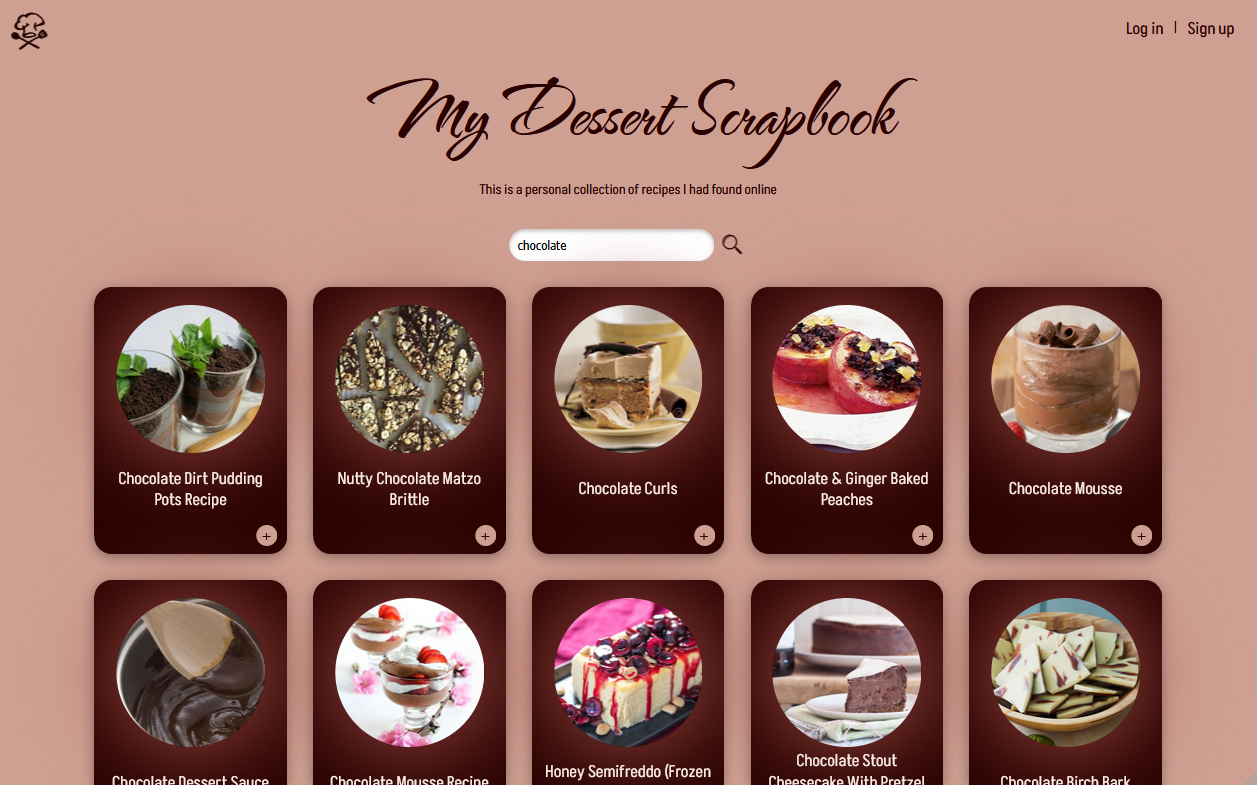 Log in | Sign up
My Dessert Scrapbook
This is a personal collection of recipes I had found online
chocolate
Chocolate Dirt Pudding
Pots Recipe
+
Nutty Chocolate Matzo
Brittle
+
Chocolate Curls
+
Chocolate & Ginger Baked
Peaches
+
Chocolate Mousse
+
Chocolate Dessert Sauce
Chocolate Mousse Recipe
Honey Semifreddo (Frozen
Chocolate Stout
Cheesecake With Pretzel
Chocolate Birch Bark